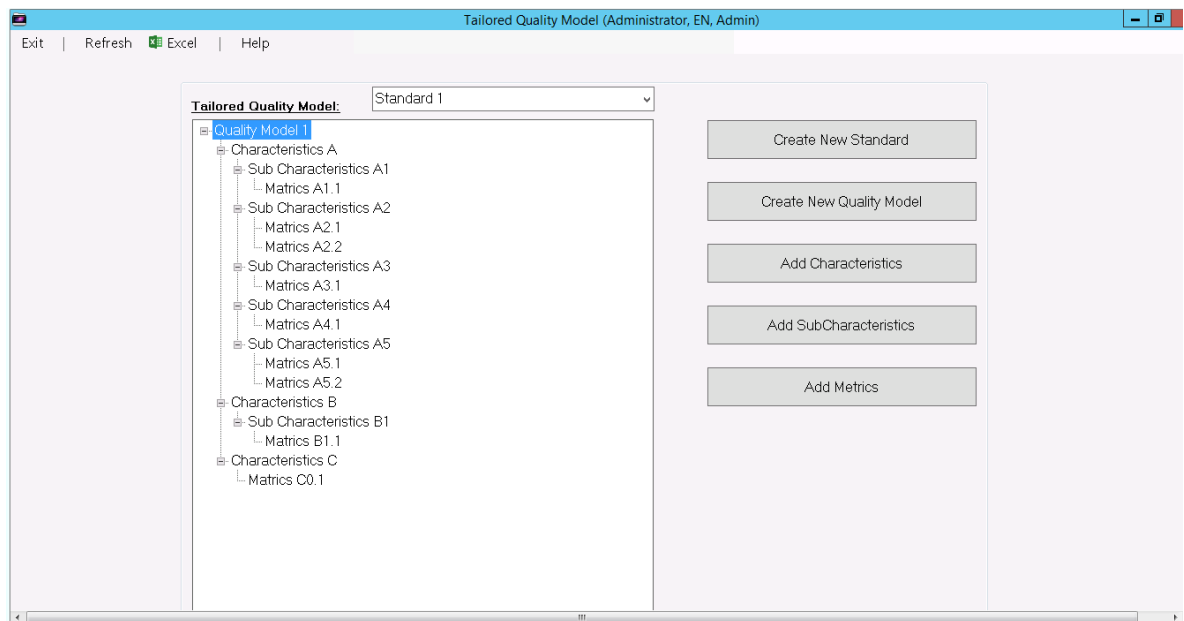 Tailored Quality Model (Administrator, EN, Admin)
Exit | Refresh Excel | Help
Tailored Quality Model: Standard 1
Quality Model 1
Characteristics A
Sub Characteristics A1
Matrics A1.1
Sub Characteristics A2
Matrics A2.1
Matrics A2.2
Sub Characteristics A3
Matrics A3.1
Sub Characteristics A4
Matrics A4.1
Sub Characteristics A5
Matrics A5.1
Matrics A5.2
Characteristics B
Sub Characteristics B1
Matrics B1.1
Characteristics C
Matrics C0.1
Create New Standard
Create New Quality Model
Add Characteristics
Add SubCharacteristics
Add Metrics